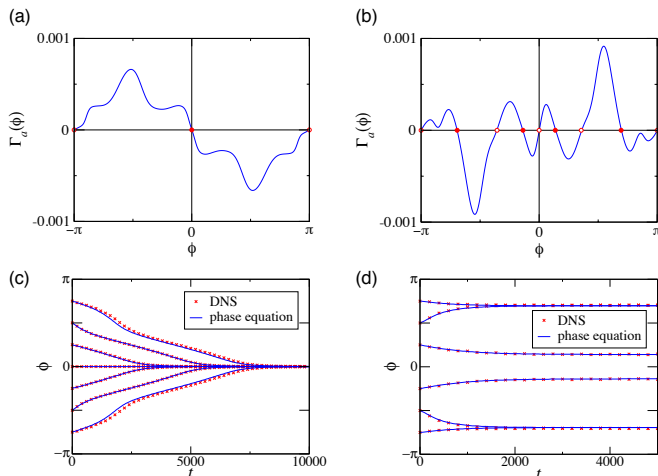 (a)
0.001
0
-0.001
Γa(ϕ)
−π
0
π
ϕ
(b)
0.001
0
-0.001
Γa(ϕ)
−π
0
π
ϕ
(c)
π
0
−π
ϕ
DNS
phase equation
0
5000
10000
t
(d)
π
0
−π
ϕ
DNS
phase equation
0
2000
4000
t